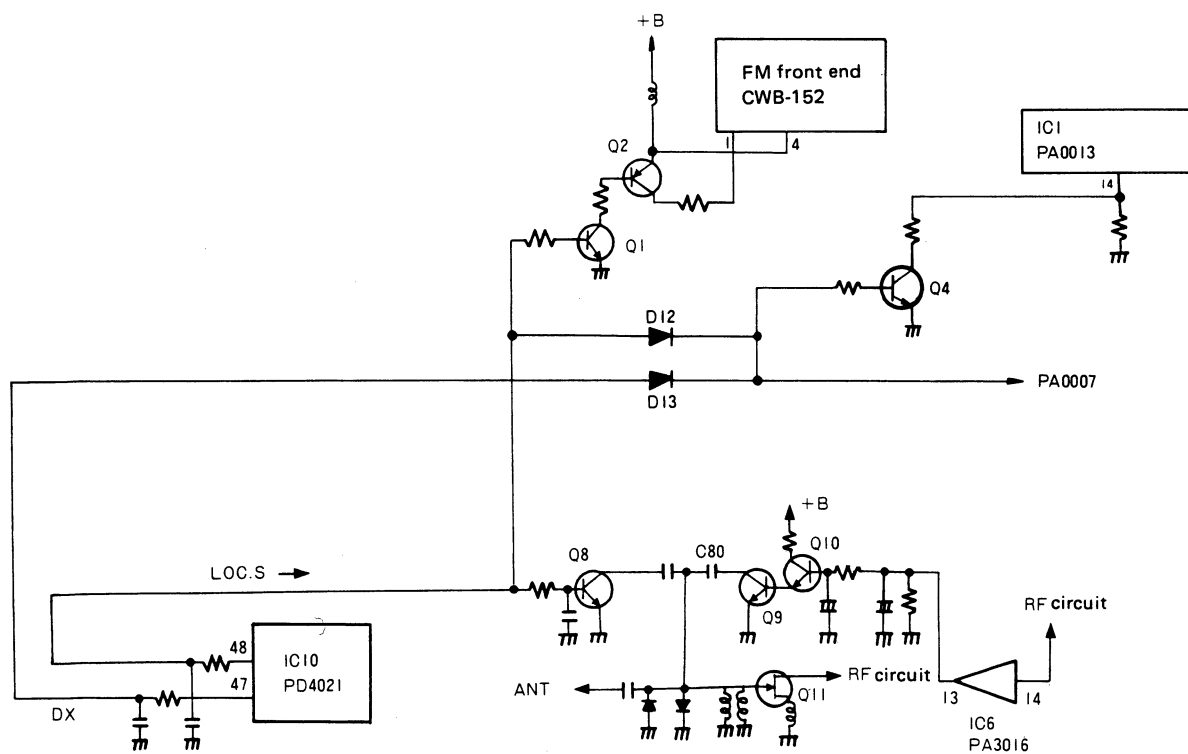 +B
FM front end
CWB-152
1
4
Q2
IC1
PA0013
14
Q1
Q4
D12
D13
PA0007
+B
Q10
Q8
C80
LOC.S
Q9
RF circuit
48
IC10
PD4021
47
DX
ANT
RF circuit
Q11
13
14
IC6
PA3016